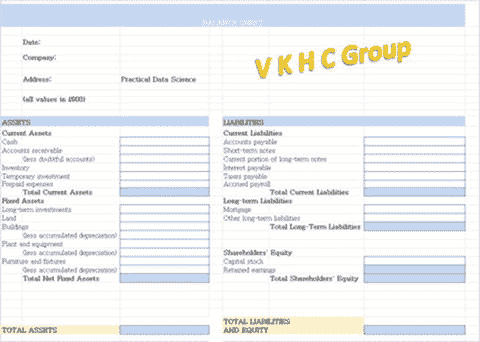 Date:
Company:
V K H C Group
Address: Practical Data Science
(all values in £000)
ASSETS
Current Assets
Cash
Accounts receivable
(less doubtful accounts)
Inventory
Temporary investment
Prepaid expenses
Total Current Assets
Fixed Assets
Long-term investments
Land
Buildings
(less accumulated depreciation)
Plant and equipment
(less accumulated depreciation)
Furniture and fixtures
(less accumulated depreciation)
Total Net Fixed Assets
TOTAL ASSETS
LIABILITIES
Current Liabilities
Accounts payable
Short-term notes
Current portion of long-term notes
Interest payable
Taxes payable
Accrued payroll
Total Current Liabilities
Long-term Liabilities
Mortgage
Other long-term liabilities
Total Long-Term Liabilities
Shareholders' Equity
Capital stock
Retained earnings
Total Shareholders' Equity
TOTAL LIABILITIES
AND EQUITY